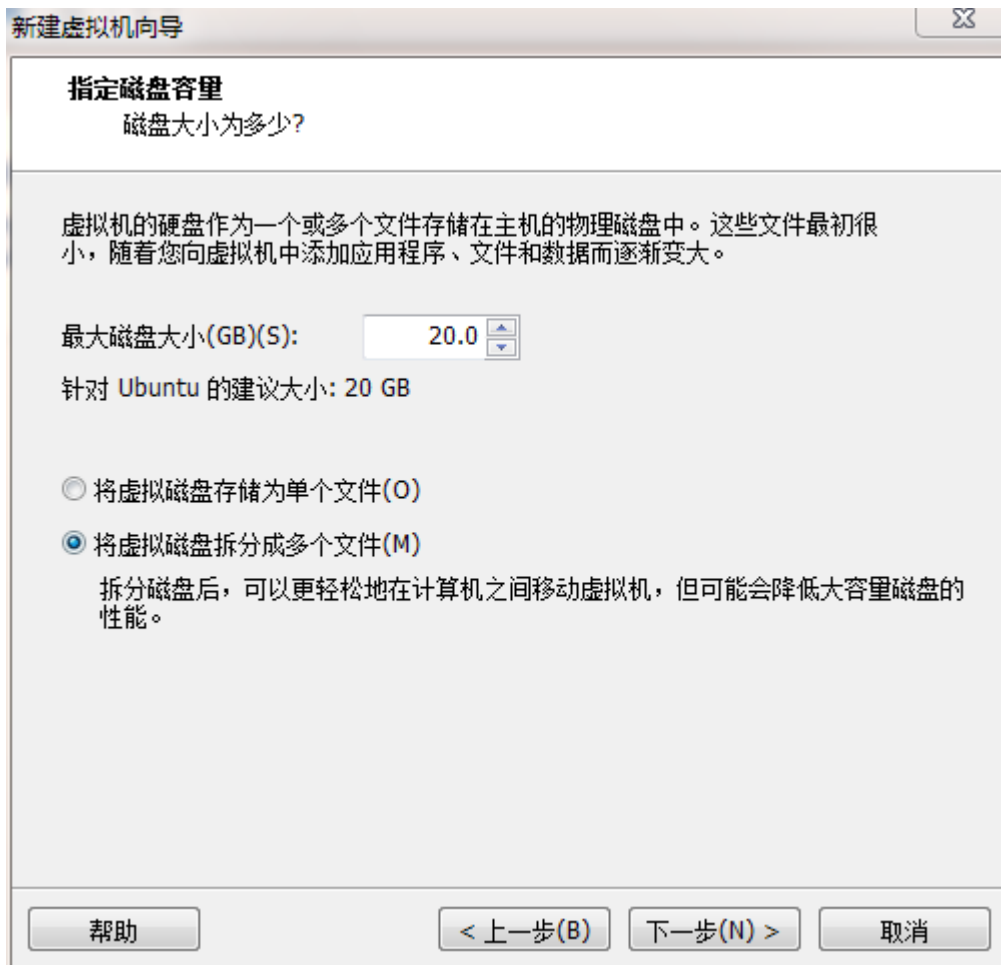 新建虚拟机向导
指定磁盘容量
磁盘大小为多少?
虚拟机的硬盘作为一个或多个文件存储在主机的物理磁盘中。这些文件最初很
小，随着您向虚拟机中添加应用程序、文件和数据而逐渐变大。
最大磁盘大小(GB)(S): 20.0
针对 Ubuntu 的建议大小: 20 GB
将虚拟磁盘存储为单个文件(O)
将虚拟磁盘拆分成多个文件(M)
拆分磁盘后，可以更轻松地在计算机之间移动虚拟机，但可能会降低大容量磁盘的
性能。
帮助 < 上一步(B) 下一步(N) > 取消